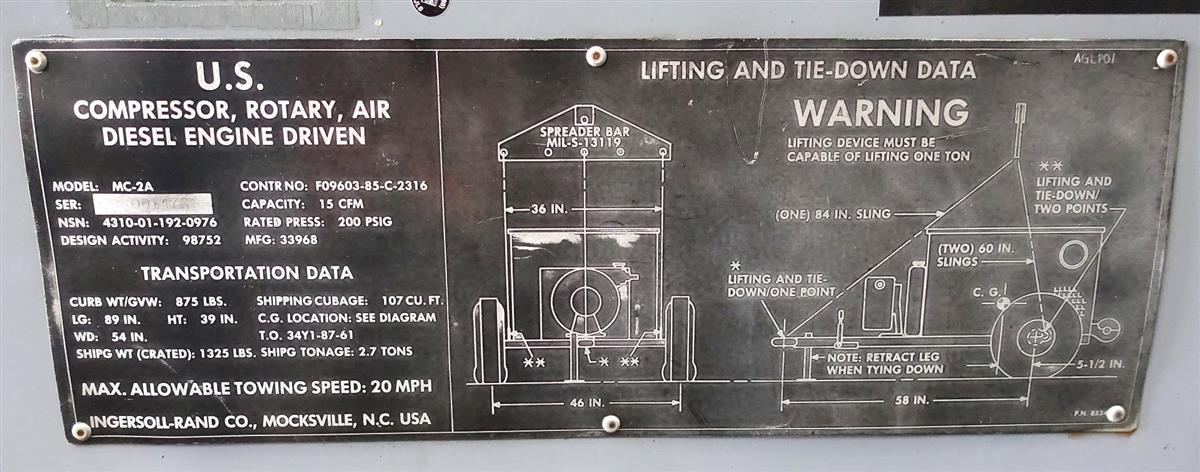 U.S.
COMPRESSOR, ROTARY, AIR
DIESEL ENGINE DRIVEN
MODEL: MC-2A
SER:
NSN: 4310-01-192-0976
DESIGN ACTIVITY: 98752
CONTR NO: F09603-85-C-2316
CAPACITY: 15 CFM
RATED PRESS: 200 PSIG
MFG: 33968
TRANSPORTATION DATA
CURB WT/GVW: 875 LBS.
LG: 89 IN. HT: 39 IN.
WD: 54 IN.
SHIPPING CUBAGE: 107 CU. FT.
C.G. LOCATION: SEE DIAGRAM
T.O. 34Y1-87-61
SHIPG WT (CRATED): 1325 LBS. SHIPG TONAGE: 2.7 TONS
MAX. ALLOWABLE TOWING SPEED: 20 MPH
INGERSOLL-RAND CO., MOCKSVILLE, N.C. USA
LIFTING AND TIE-DOWN DATA
AGLP01
WARNING
LIFTING DEVICE MUST BE
CAPABLE OF LIFTING ONE TON
SPREADER BAR
MIL-S-13119
36 IN.
** * **
46 IN.
(ONE) 84 IN. SLING
*
LIFTING AND TIE-
DOWN/ONE POINT
**
LIFTING AND
TIE-DOWN/
TWO POINTS
(TWO) 60 IN.
SLINGS
C. G.
NOTE: RETRACT LEG
WHEN TYING DOWN
5-1/2 IN.
58 IN.
P.N.